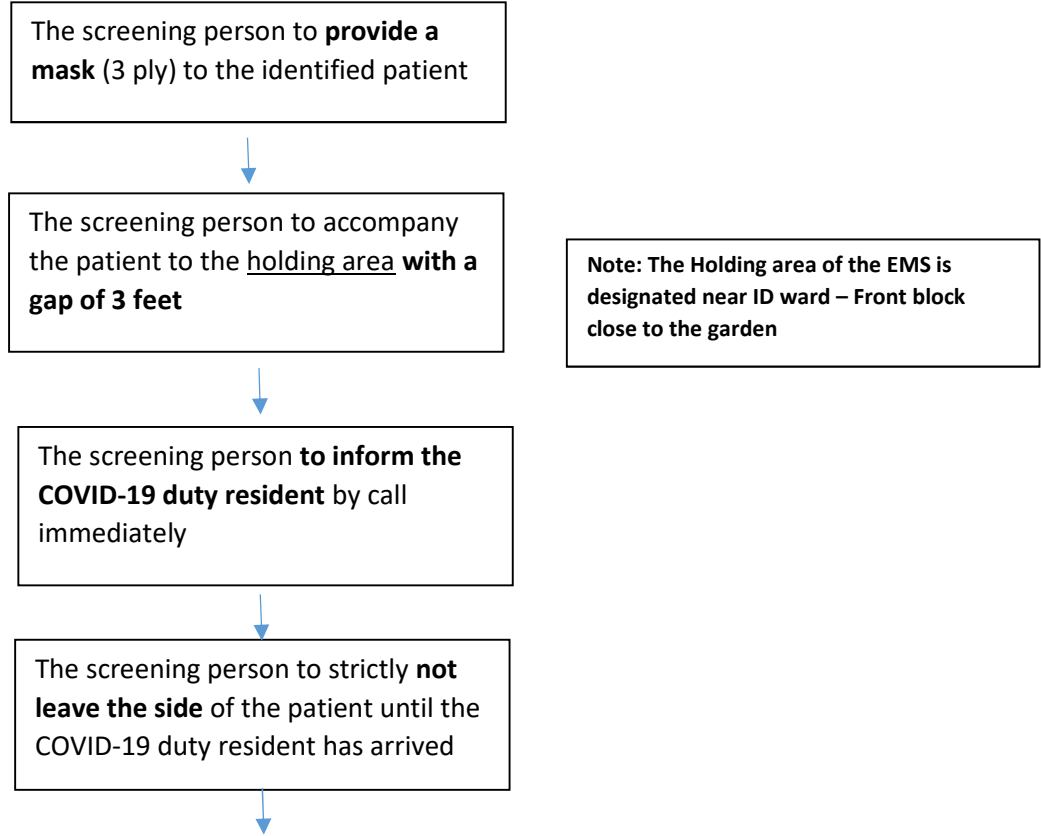 The screening person to provide a
mask (3 ply) to the identified patient
The screening person to accompany
the patient to the holding area with a
gap of 3 feet
Note: The Holding area of the EMS is
designated near ID ward – Front block
close to the garden
The screening person to inform the
COVID-19 duty resident by call
immediately
The screening person to strictly not
leave the side of the patient until the
COVID-19 duty resident has arrived